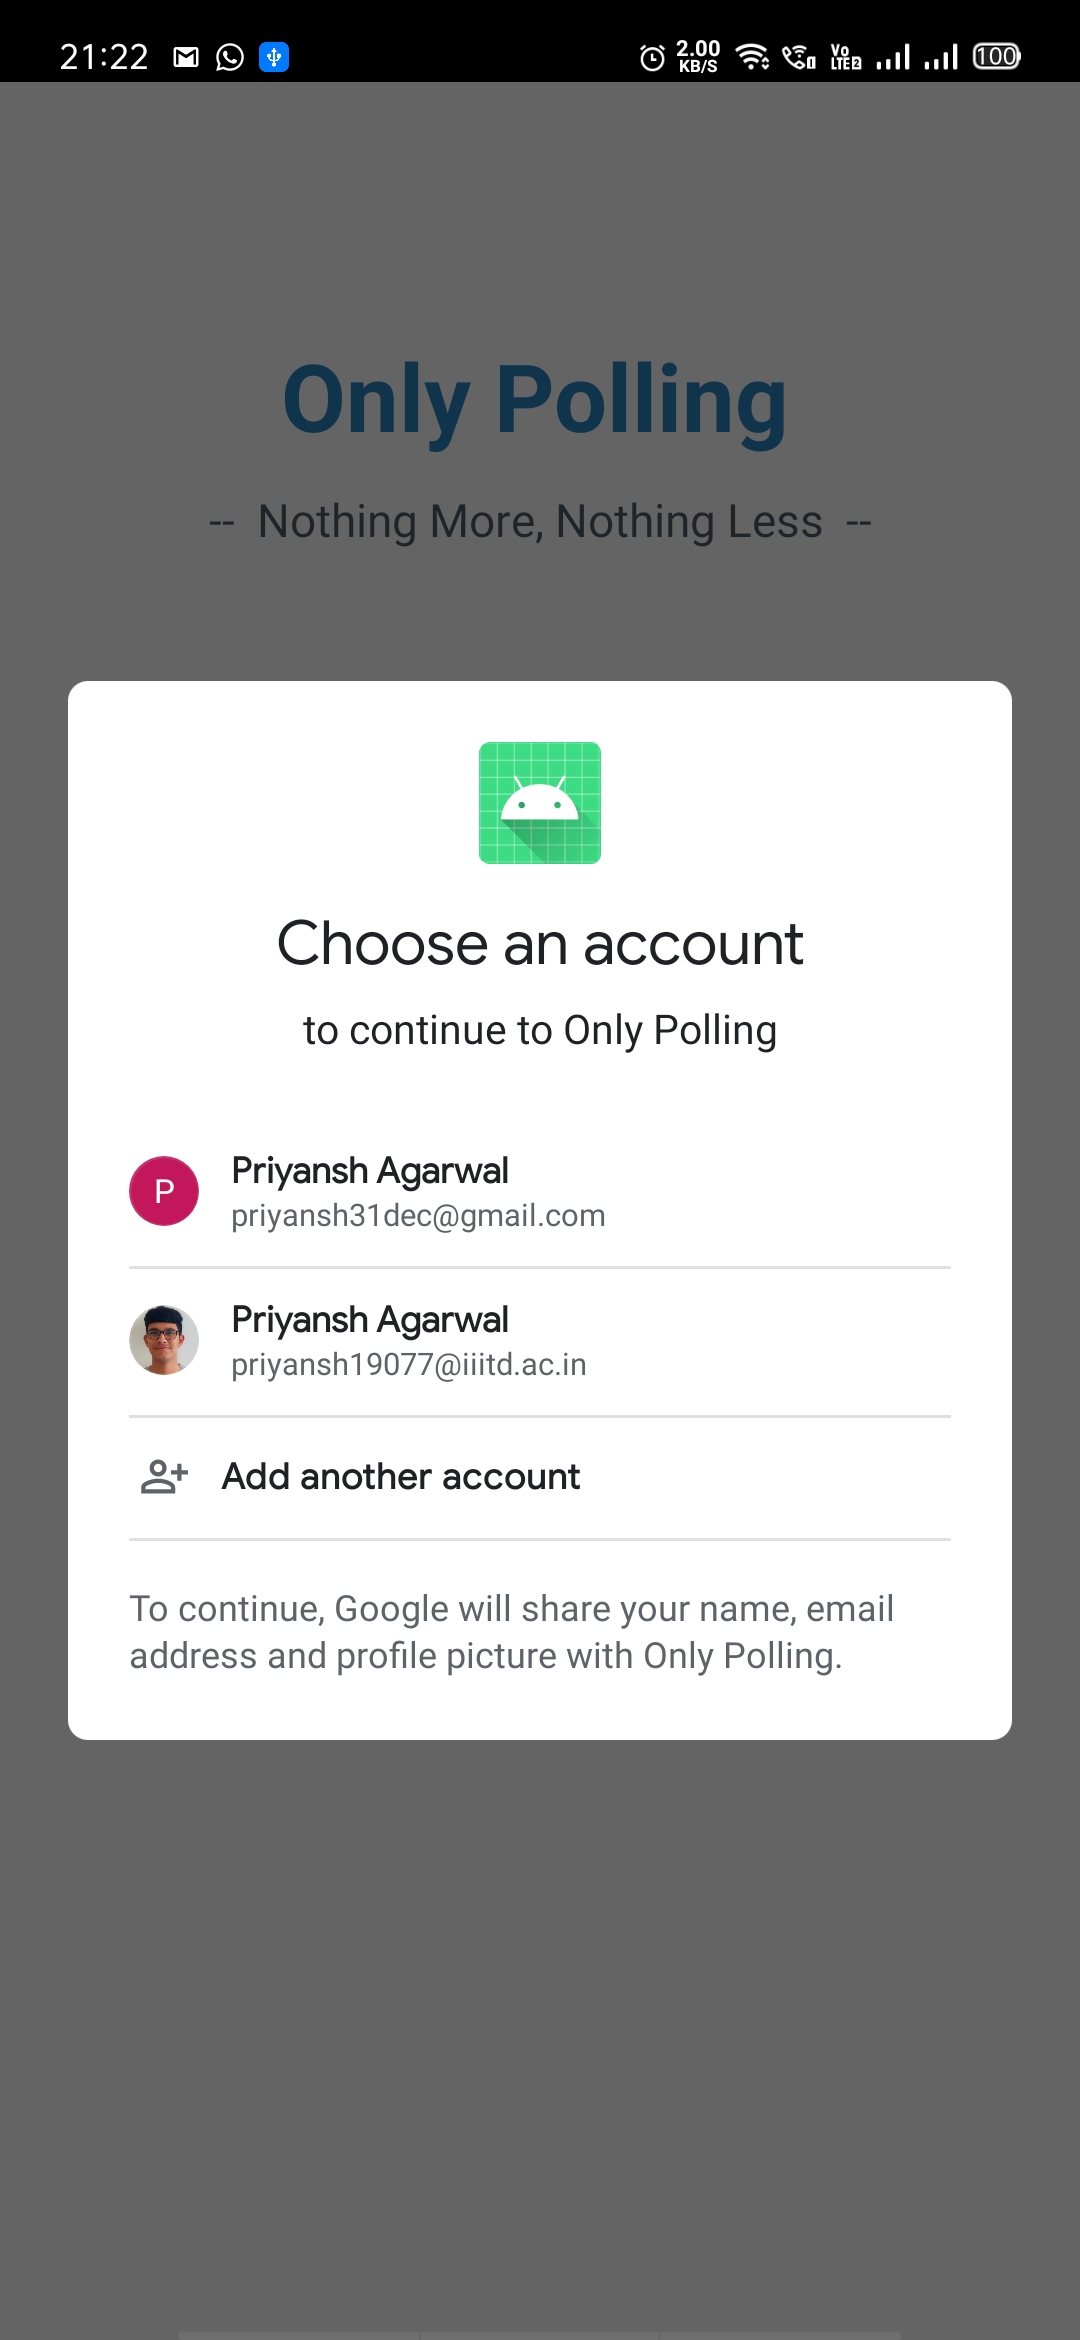 21:22 2.00 KB/S Vo LTE2 100
Only Polling
-- Nothing More, Nothing Less --
Choose an account
to continue to Only Polling
P
Priyansh Agarwal
priyansh31dec@gmail.com
Priyansh Agarwal
priyansh19077@iiitd.ac.in
Add another account
To continue, Google will share your name, email
address and profile picture with Only Polling.